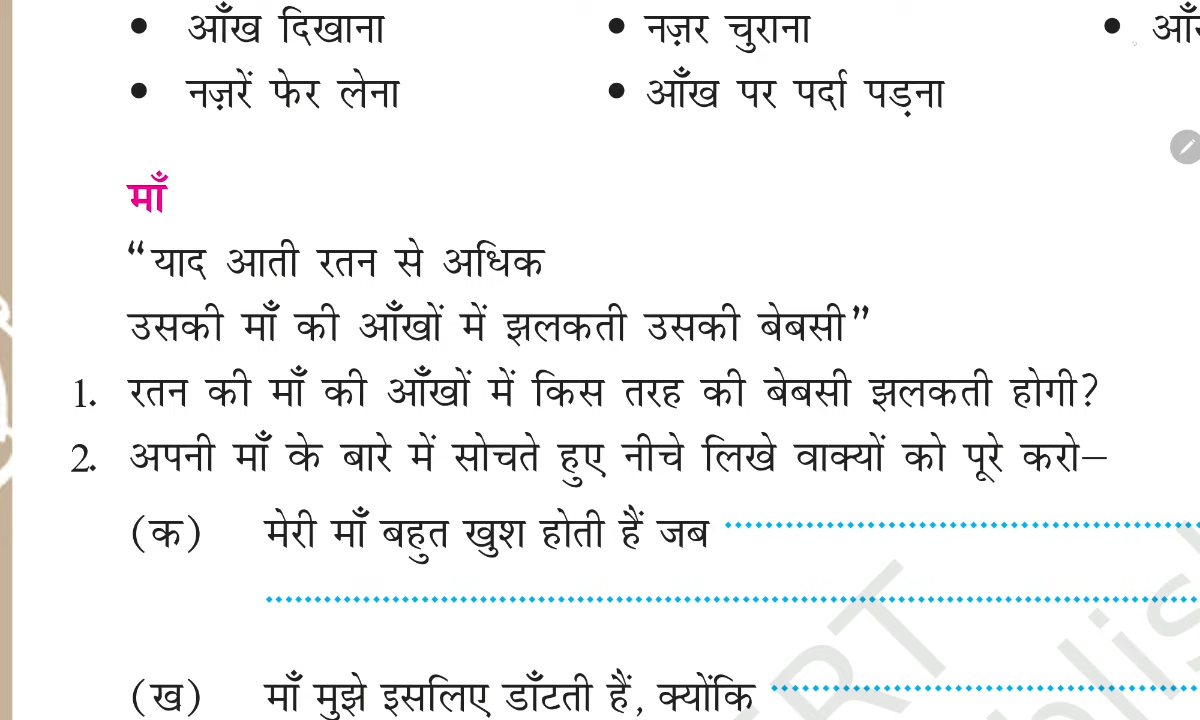 • आँख दिखाना • नज़र चुराना •
• नज़रें फेर लेना • आँख पर पर्दा पड़ना
माँ
“याद आती रतन से अधिक
उसकी माँ की आँखों में झलकती उसकी बेबसी”
1. रतन की माँ की आँखों में किस तरह की बेबसी झलकती होगी?
2. अपनी माँ के बारे में सोचते हुए नीचे लिखे वाक्यों को पूरे करो–
(क) मेरी माँ बहुत खुश होती हैं जब
(ख) माँ मुझे इसलिए डाँटती हैं, क्योंकि